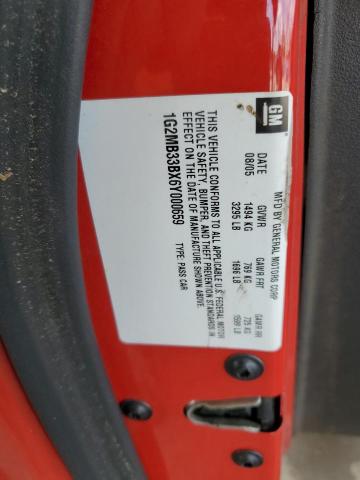 GM
MFD BY GENERAL MOTORS CORP
DATE GVWR GAWR FRT GAWR RR
08/05 1494 KG 769 KG 725 KG
3295 LB 1696 LB 1599 LB
THIS VEHICLE CONFORMS TO ALL APPLICABLE U.S. FEDERAL MOTOR
VEHICLE SAFETY, BUMPER, AND THEFT PREVENTION STANDARDS IN
EFFECT ON THE DATE OF MANUFACTURE SHOWN ABOVE.
1G2MB33BX6Y000659 TYPE: PASS CAR